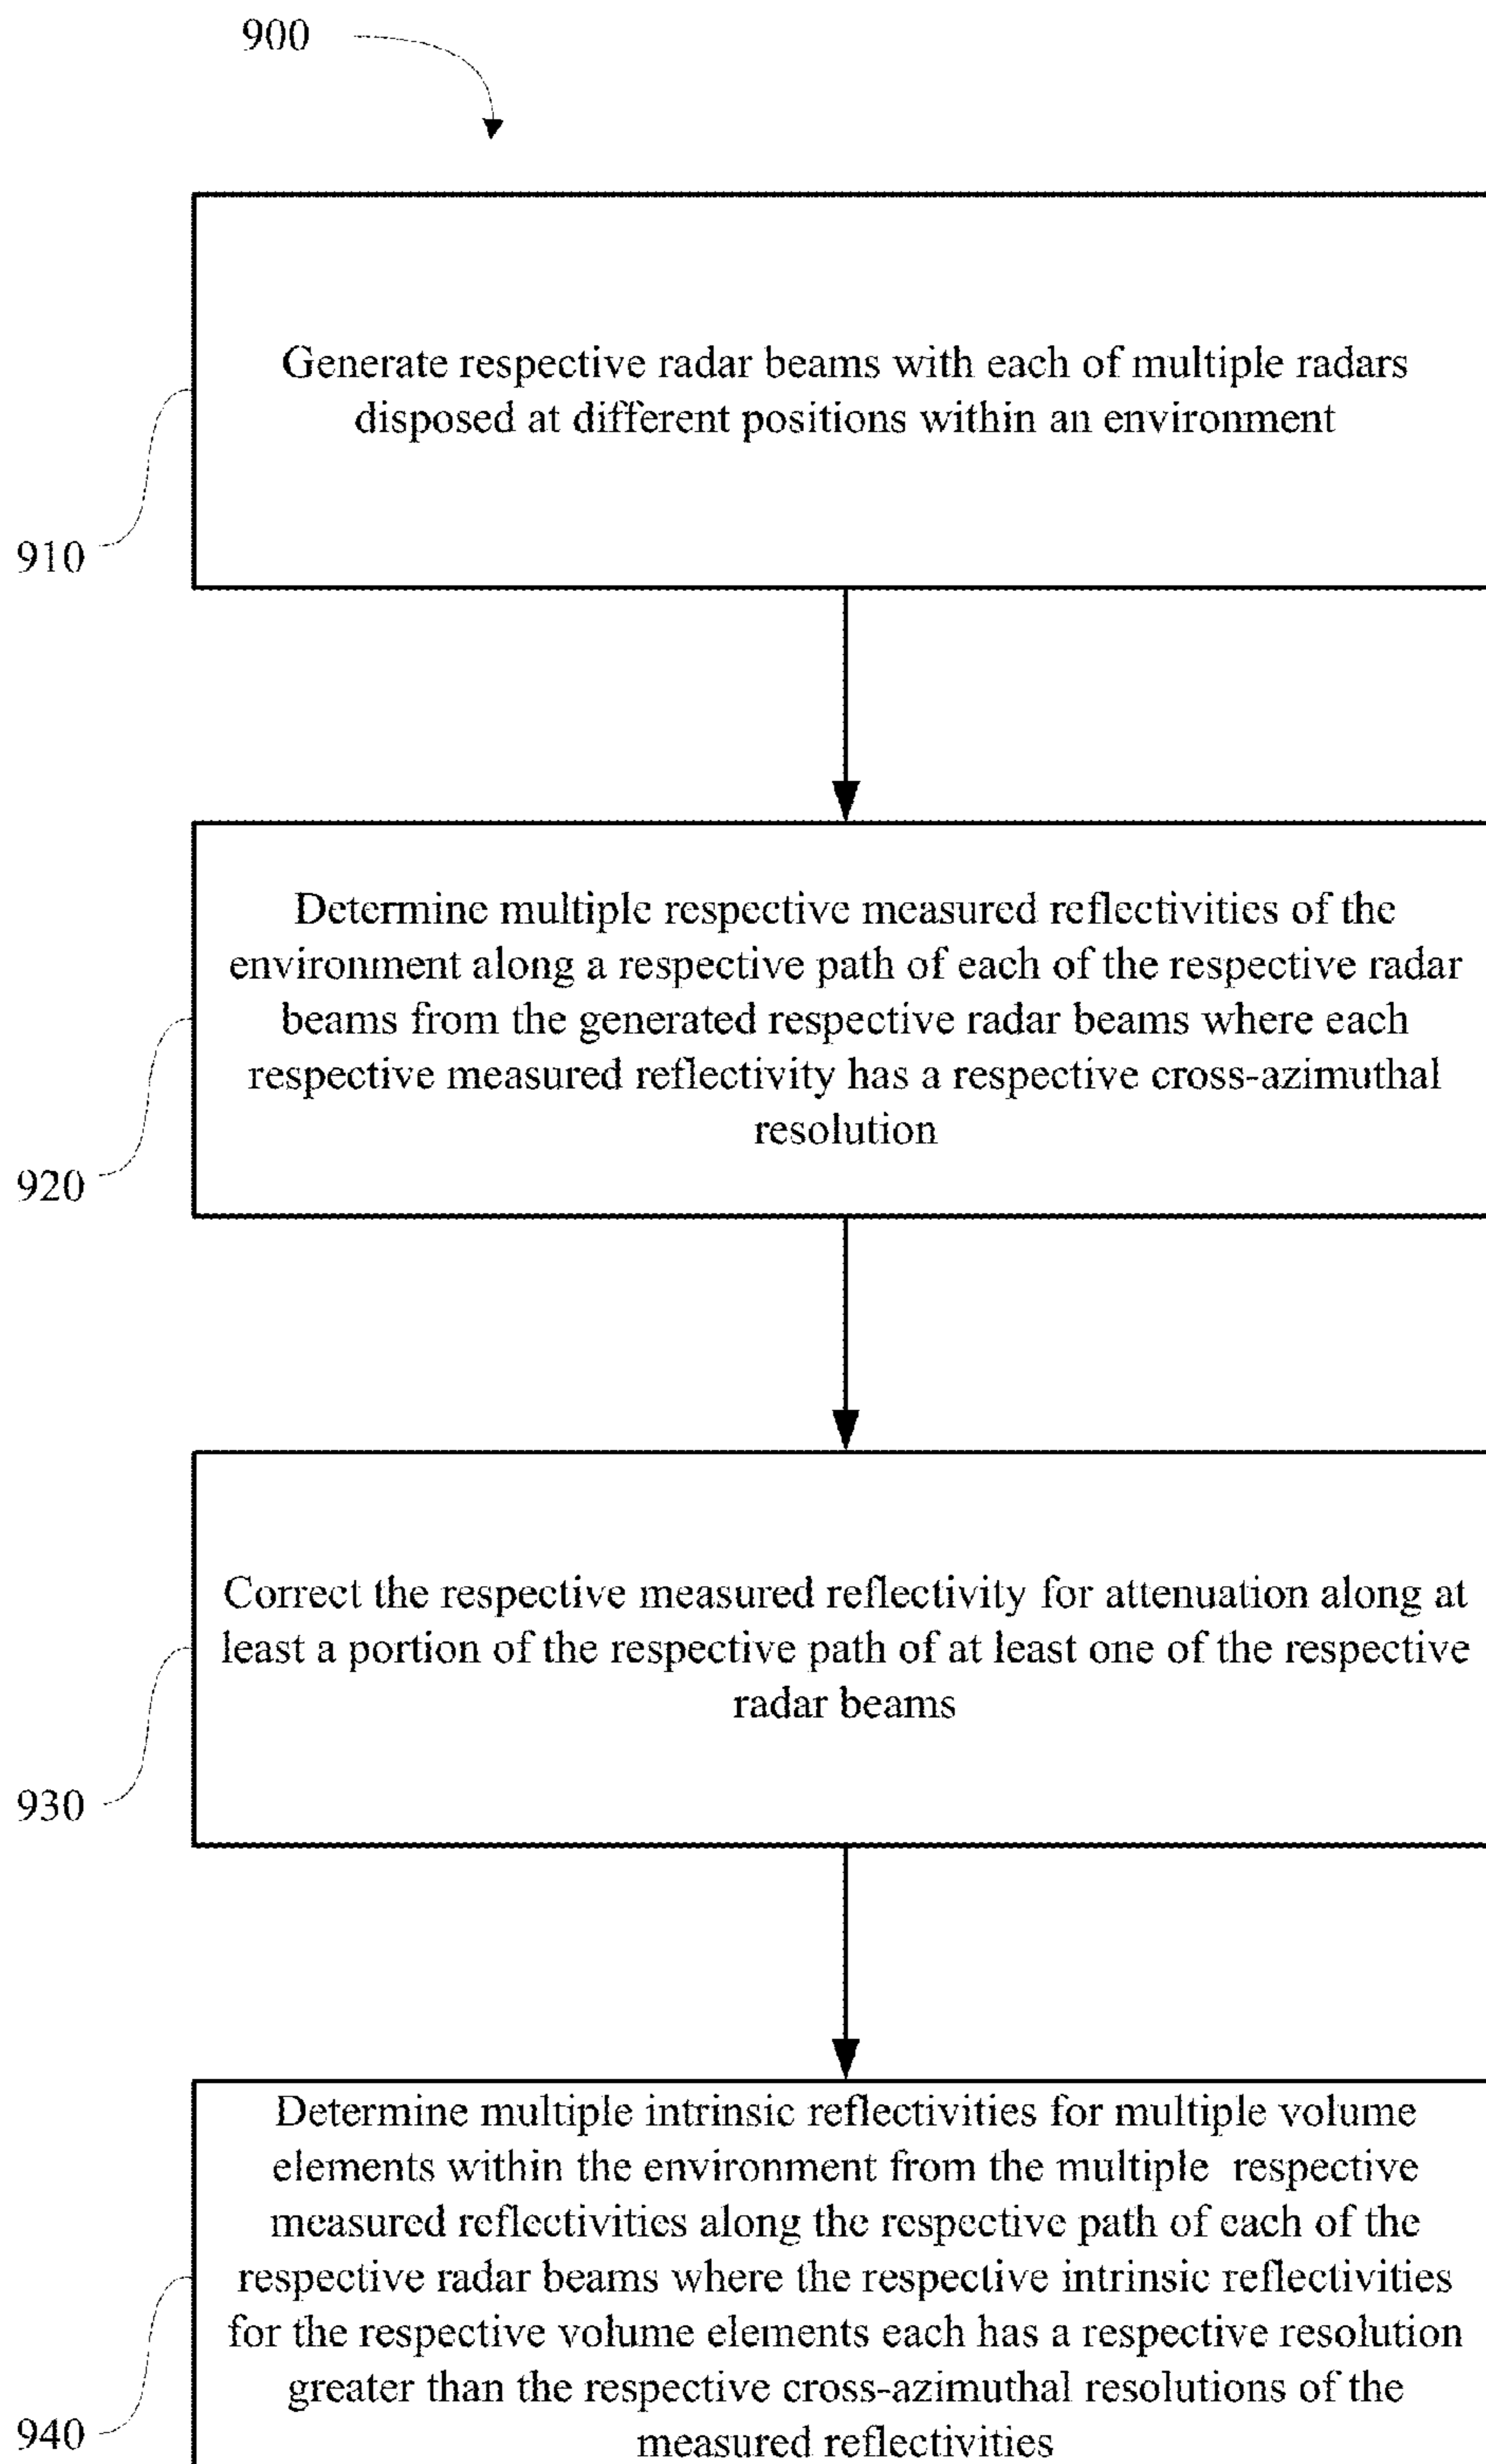 900
Generate respective radar beams with each of multiple radars
disposed at different positions within an environment
910
Determine multiple respective measured reflectivities of the
environment along a respective path of each of the respective radar
beams from the generated respective radar beams where each
respective measured reflectivity has a respective cross-azimuthal
resolution
920
Correct the respective measured reflectivity for attenuation along at
least a portion of the respective path of at least one of the respective
radar beams
930
Determine multiple intrinsic reflectivities for multiple volume
elements within the environment from the multiple respective
measured reflectivities along the respective path of each of the
respective radar beams where the respective intrinsic reflectivities
for the respective volume elements each has a respective resolution
greater than the respective cross-azimuthal resolutions of the
measured reflectivities
940